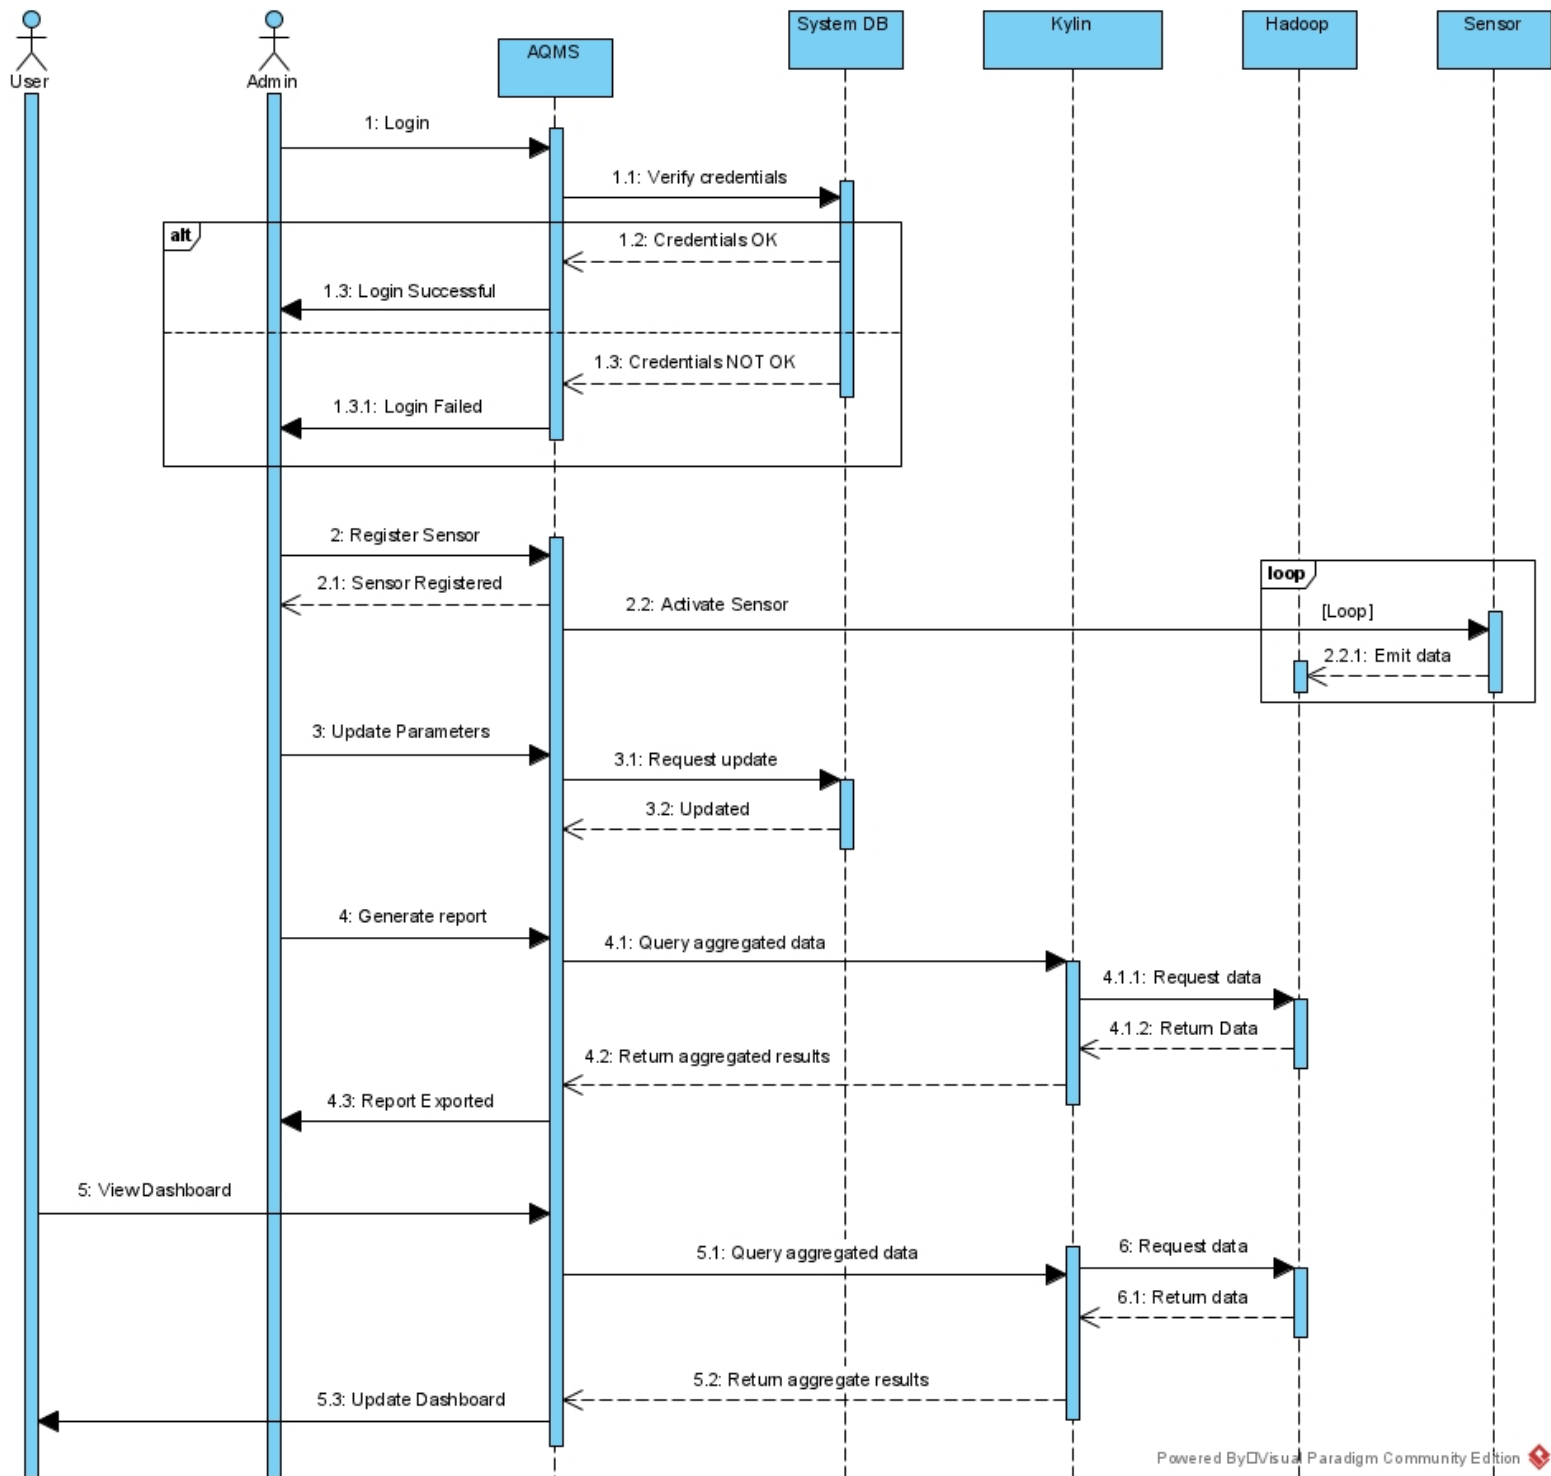 User
Admin
AQMS
System DB
Kylin
Hadoop
Sensor
1: Login
1.1: Verify credentials
alt
1.2: Credentials OK
1.3: Login Successful
1.3: Credentials NOT OK
1.3.1: Login Failed
2: Register Sensor
2.1: Sensor Registered
2.2: Activate Sensor
loop
[Loop]
2.2.1: Emit data
3: Update Parameters
3.1: Request update
3.2: Updated
4: Generate report
4.1: Query aggregated data
4.1.1: Request data
4.1.2: Return Data
4.2: Return aggregated results
4.3: Report Exported
5: View Dashboard
5.1: Query aggregated data
6: Request data
6.1: Return data
5.2: Return aggregate results
5.3: Update Dashboard
Powered By□Visual Paradigm Community Edition